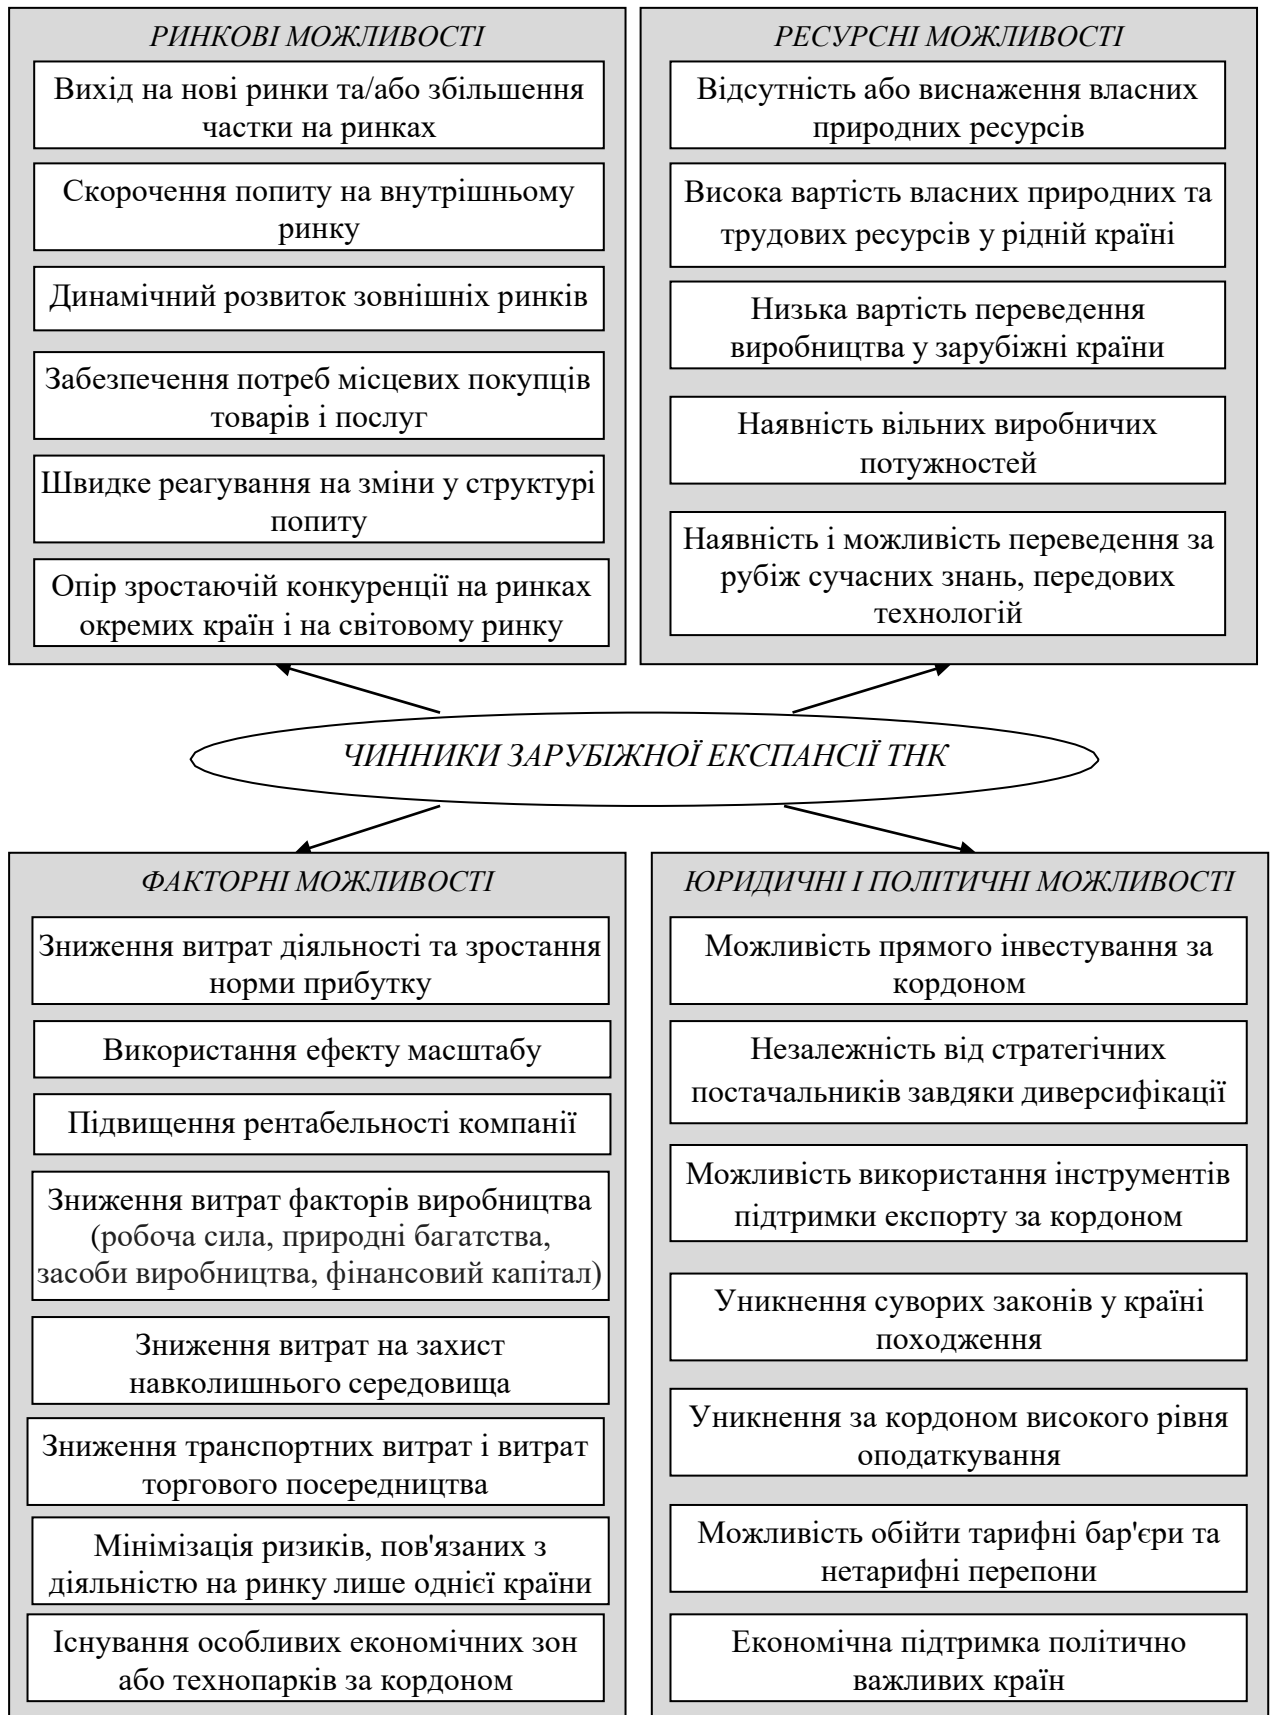 РИНКОВІ МОЖЛИВОСТІ
Вихід на нові ринки та/або збільшення
частки на ринках
Скорочення попиту на внутрішньому
ринку
Динамічний розвиток зовнішніх ринків
Забезпечення потреб місцевих покупців
товарів і послуг
Швидке реагування на зміни у структурі
попиту
Опір зростаючій конкуренції на ринках
окремих країн і на світовому ринку
РЕСУРСНІ МОЖЛИВОСТІ
Відсутність або виснаження власних
природних ресурсів
Висока вартість власних природних та
трудових ресурсів у рідній країні
Низька вартість переведення
виробництва у зарубіжні країни
Наявність вільних виробничих
потужностей
Наявність і можливість переведення за
рубіж сучасних знань, передових
технологій
ЧИННИКИ ЗАРУБІЖНОЇ ЕКСПАНСІЇ ТНК
ФАКТОРНІ МОЖЛИВОСТІ
Зниження витрат діяльності та зростання
норми прибутку
Використання ефекту масштабу
Підвищення рентабельності компанії
Зниження витрат факторів виробництва
(робоча сила, природні багатства,
засоби виробництва, фінансовий капітал)
Зниження витрат на захист
навколишнього середовища
Зниження транспортних витрат і витрат
торгового посередництва
Мінімізація ризиків, пов'язаних з
діяльністю на ринку лише однієї країни
Існування особливих економічних зон
або технопарків за кордоном
ЮРИДИЧНІ І ПОЛІТИЧНІ МОЖЛИВОСТІ
Можливість прямого інвестування за
кордоном
Незалежність від стратегічних
постачальників завдяки диверсифікації
Можливість використання інструментів
підтримки експорту за кордоном
Уникнення суворих законів у країні
походження
Уникнення за кордоном високого рівня
оподаткування
Можливість обійти тарифні бар'єри та
нетарифні перепони
Економічна підтримка політично
важливих країн